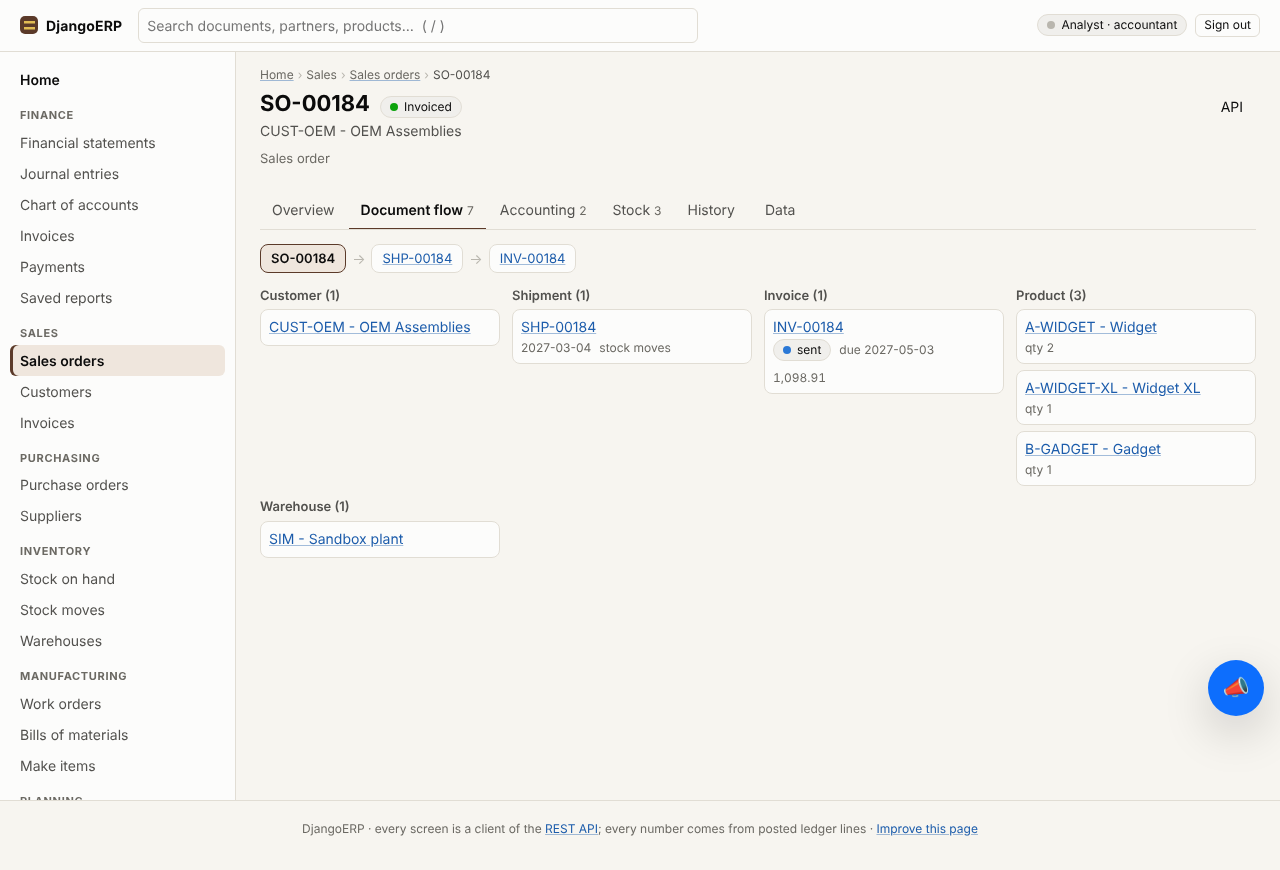 DjangoERP
Search documents, partners, products... ( / )
Analyst · accountant
Sign out
Home
FINANCE
Financial statements
Journal entries
Chart of accounts
Invoices
Payments
Saved reports
SALES
Sales orders
Customers
Invoices
PURCHASING
Purchase orders
Suppliers
INVENTORY
Stock on hand
Stock moves
Warehouses
MANUFACTURING
Work orders
Bills of materials
Make items
PLANNING
Home › Sales › Sales orders › SO-00184
SO-00184 Invoiced
API
CUST-OEM - OEM Assemblies
Sales order
Overview Document flow 7 Accounting 2 Stock 3 History Data
SO-00184 → SHP-00184 → INV-00184
Customer (1)
CUST-OEM - OEM Assemblies
Shipment (1)
SHP-00184
2027-03-04 stock moves
Invoice (1)
INV-00184
sent due 2027-05-03
1,098.91
Product (3)
A-WIDGET - Widget
qty 2
A-WIDGET-XL - Widget XL
qty 1
B-GADGET - Gadget
qty 1
Warehouse (1)
SIM - Sandbox plant
DjangoERP · every screen is a client of the REST API; every number comes from posted ledger lines · Improve this page